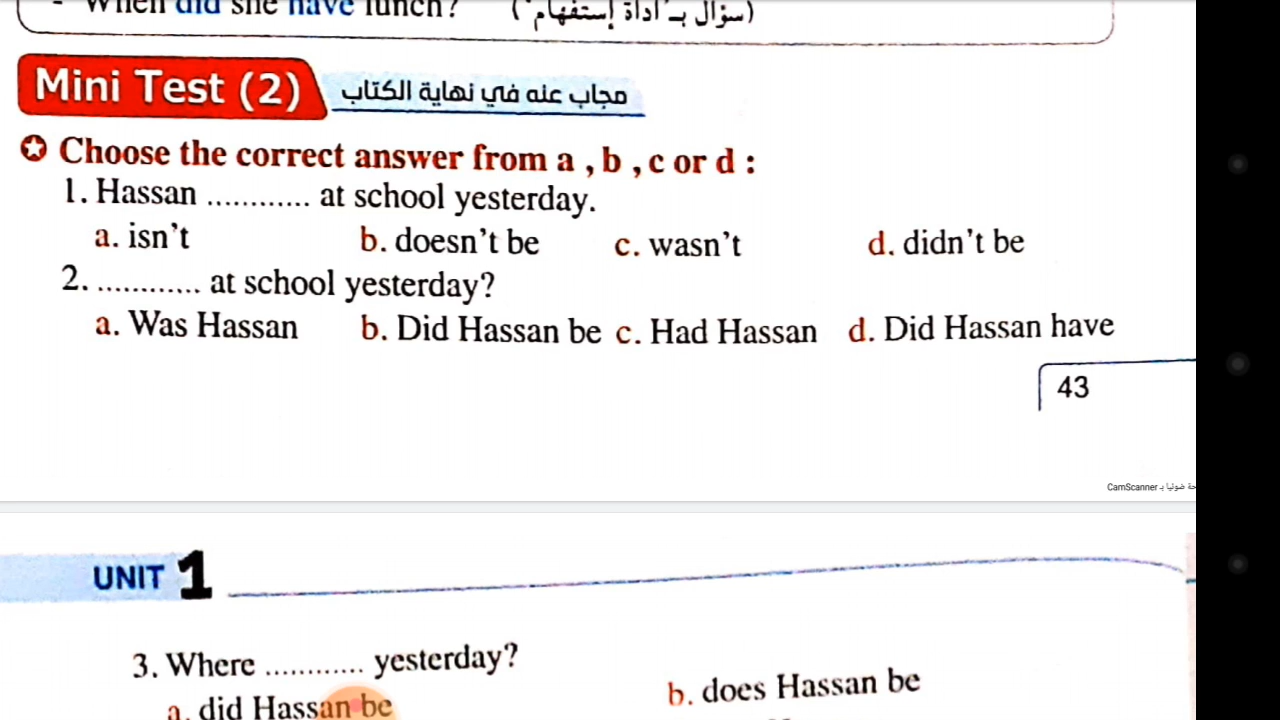 - When did she have lunch? (سؤال بـ "أداة إستفهام")
Mini Test (2) مجاب عنه في نهاية الكتاب
Choose the correct answer from a , b , c or d :
1. Hassan ............ at school yesterday.
a. isn't b. doesn't be c. wasn't d. didn't be
2. ............ at school yesterday?
a. Was Hassan b. Did Hassan be c. Had Hassan d. Did Hassan have
43
ضوئيا بـ CamScanner
UNIT 1
3. Where ............ yesterday?
a. did Hassan be b. does Hassan be